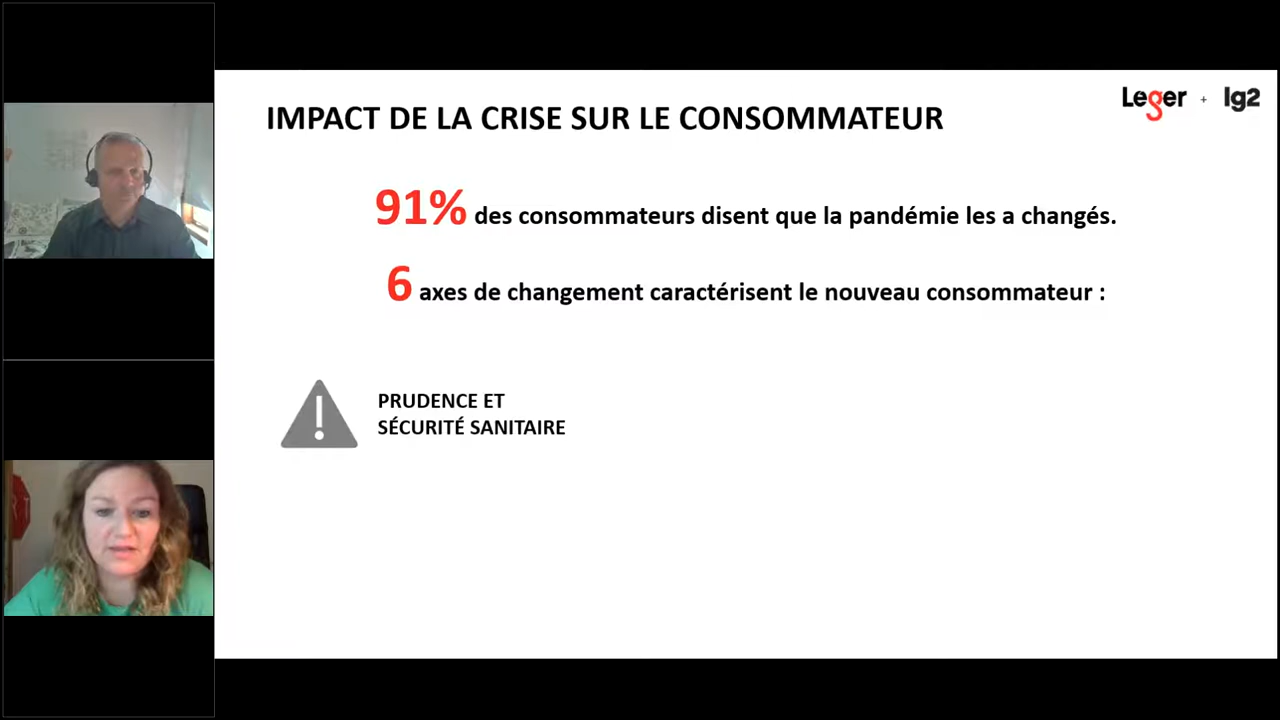 IMPACT DE LA CRISE SUR LE CONSOMMATEUR
Leger + lg2
91% des consommateurs disent que la pandémie les a changés.
6 axes de changement caractérisent le nouveau consommateur :
PRUDENCE ET
SÉCURITÉ SANITAIRE